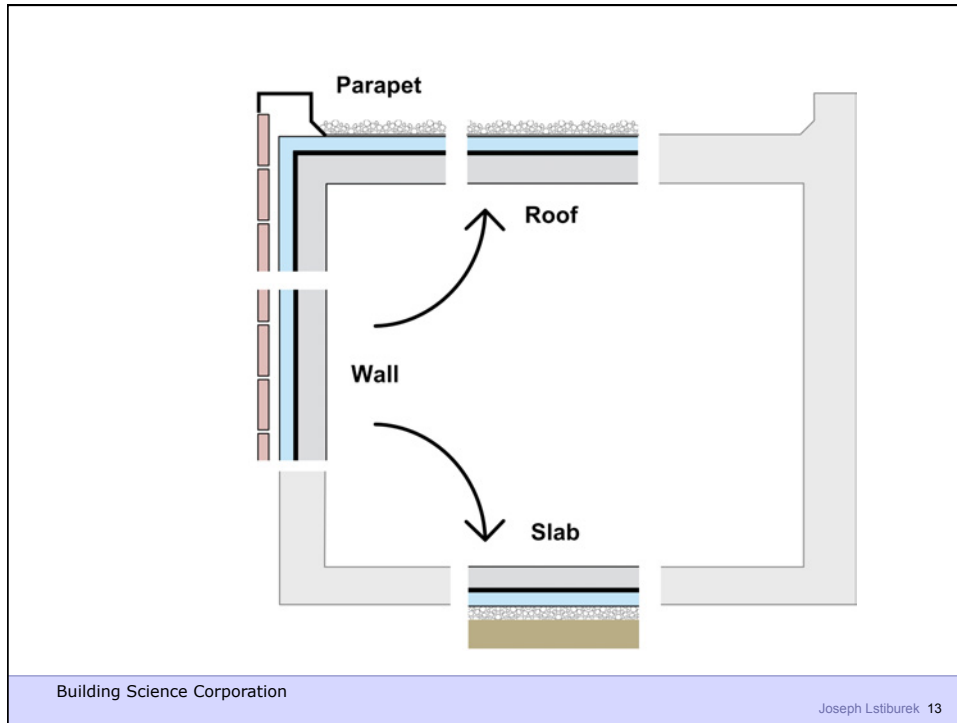 Parapet
Roof
Wall
Slab
Building Science Corporation
Joseph Lstiburek 13